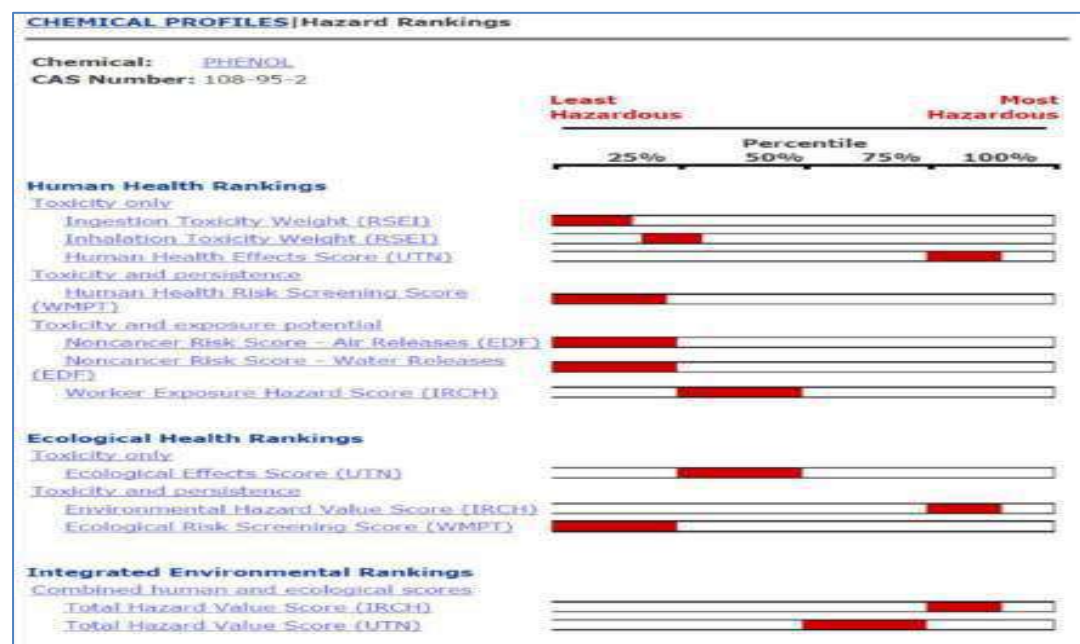 CHEMICAL PROFILES|Hazard Rankings
Chemical: PHENOL
CAS Number: 108-95-2
Least Hazardous
Most Hazardous
Percentile
25% 50% 75% 100%
Human Health Rankings
Toxicity only
Ingestion Toxicity Weight (RSEI)
Inhalation Toxicity Weight (RSEI)
Human Health Effects Score (UTN)
Toxicity and persistence
Human Health Risk Screening Score
(WMPT)
Toxicity and exposure potential
Noncancer Risk Score - Air Releases (EDF)
Noncancer Risk Score - Water Releases
(EDF)
Worker Exposure Hazard Score (IRCH)
Ecological Health Rankings
Toxicity only
Ecological Effects Score (UTN)
Toxicity and persistence
Environmental Hazard Value Score (IRCH)
Ecological Risk Screening Score (WMPT)
Integrated Environmental Rankings
Combined human and ecological scores
Total Hazard Value Score (IRCH)
Total Hazard Value Score (UTN)